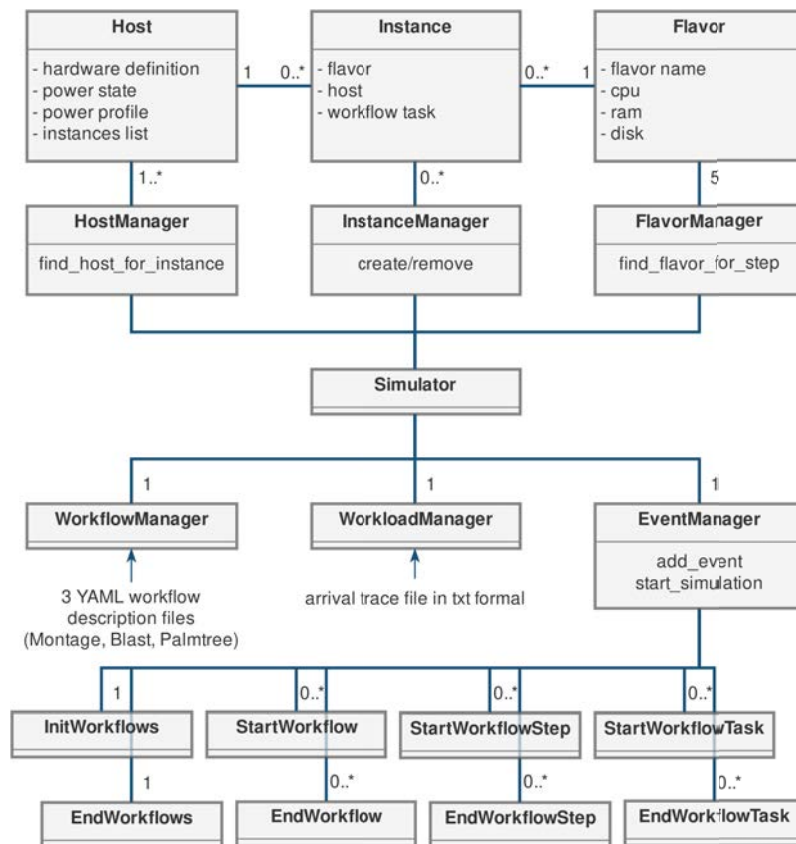 Host
Instance
Flavor
- hardware definition
- power state
- power profile
- instances list
1
0..*
- flavor
- host
- workflow task
0..*
1
- flavor name
- cpu
- ram
- disk
1..*
0..*
5
HostManager
InstanceManager
FlavorManager
find_host_for_instance
create/remove
find_flavor_for_step
Simulator
1
1
1
WorkflowManager
WorkloadManager
EventManager
add_event
start_simulation
3 YAML workflow
description files
(Montage, Blast, Palmtree)
arrival trace file in txt formal
1
0..*
0..*
0..*
InitWorkflows
StartWorkflow
StartWorkflowStep
StartWorkflowTask
1
0..*
0..*
0..*
EndWorkflows
EndWorkflow
EndWorkflowStep
EndWorkflowTask